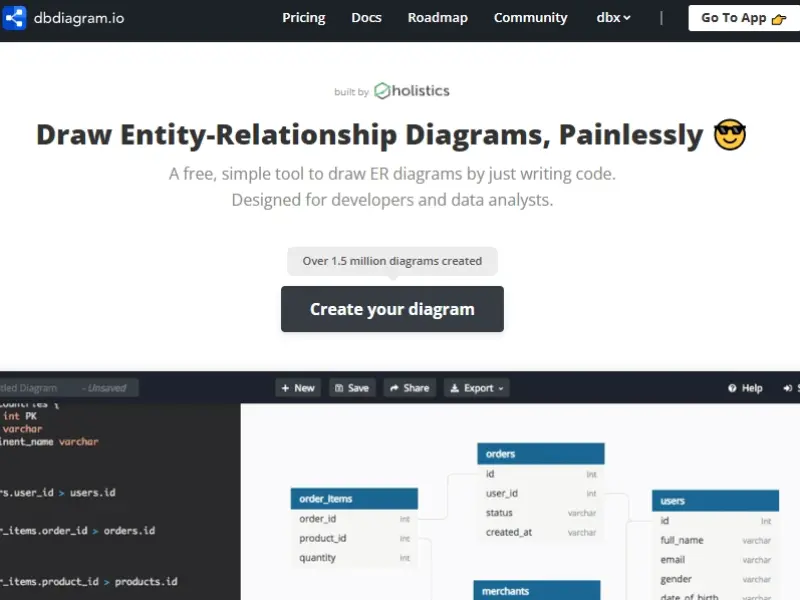 dbdiagram.io
Pricing Docs Roadmap Community dbx | Go To App
built by holistics
Draw Entity-Relationship Diagrams, Painlessly
A free, simple tool to draw ER diagrams by just writing code.
Designed for developers and data analysts.
Over 1.5 million diagrams created
Create your diagram
tled Diagram - Unsaved
+ New Save Share Export Help
countries {
int PK
varchar
inent_name varchar
rs.user_id > users.id
r_items.order_id > orders.id
r_items.product_id > products.id
order_items
order_id int
product_id int
quantity int
orders
id int
user_id int
status varchar
created_at varchar
merchants
users
id int
full_name varchar
email varchar
gender varchar
date_of_birth varchar